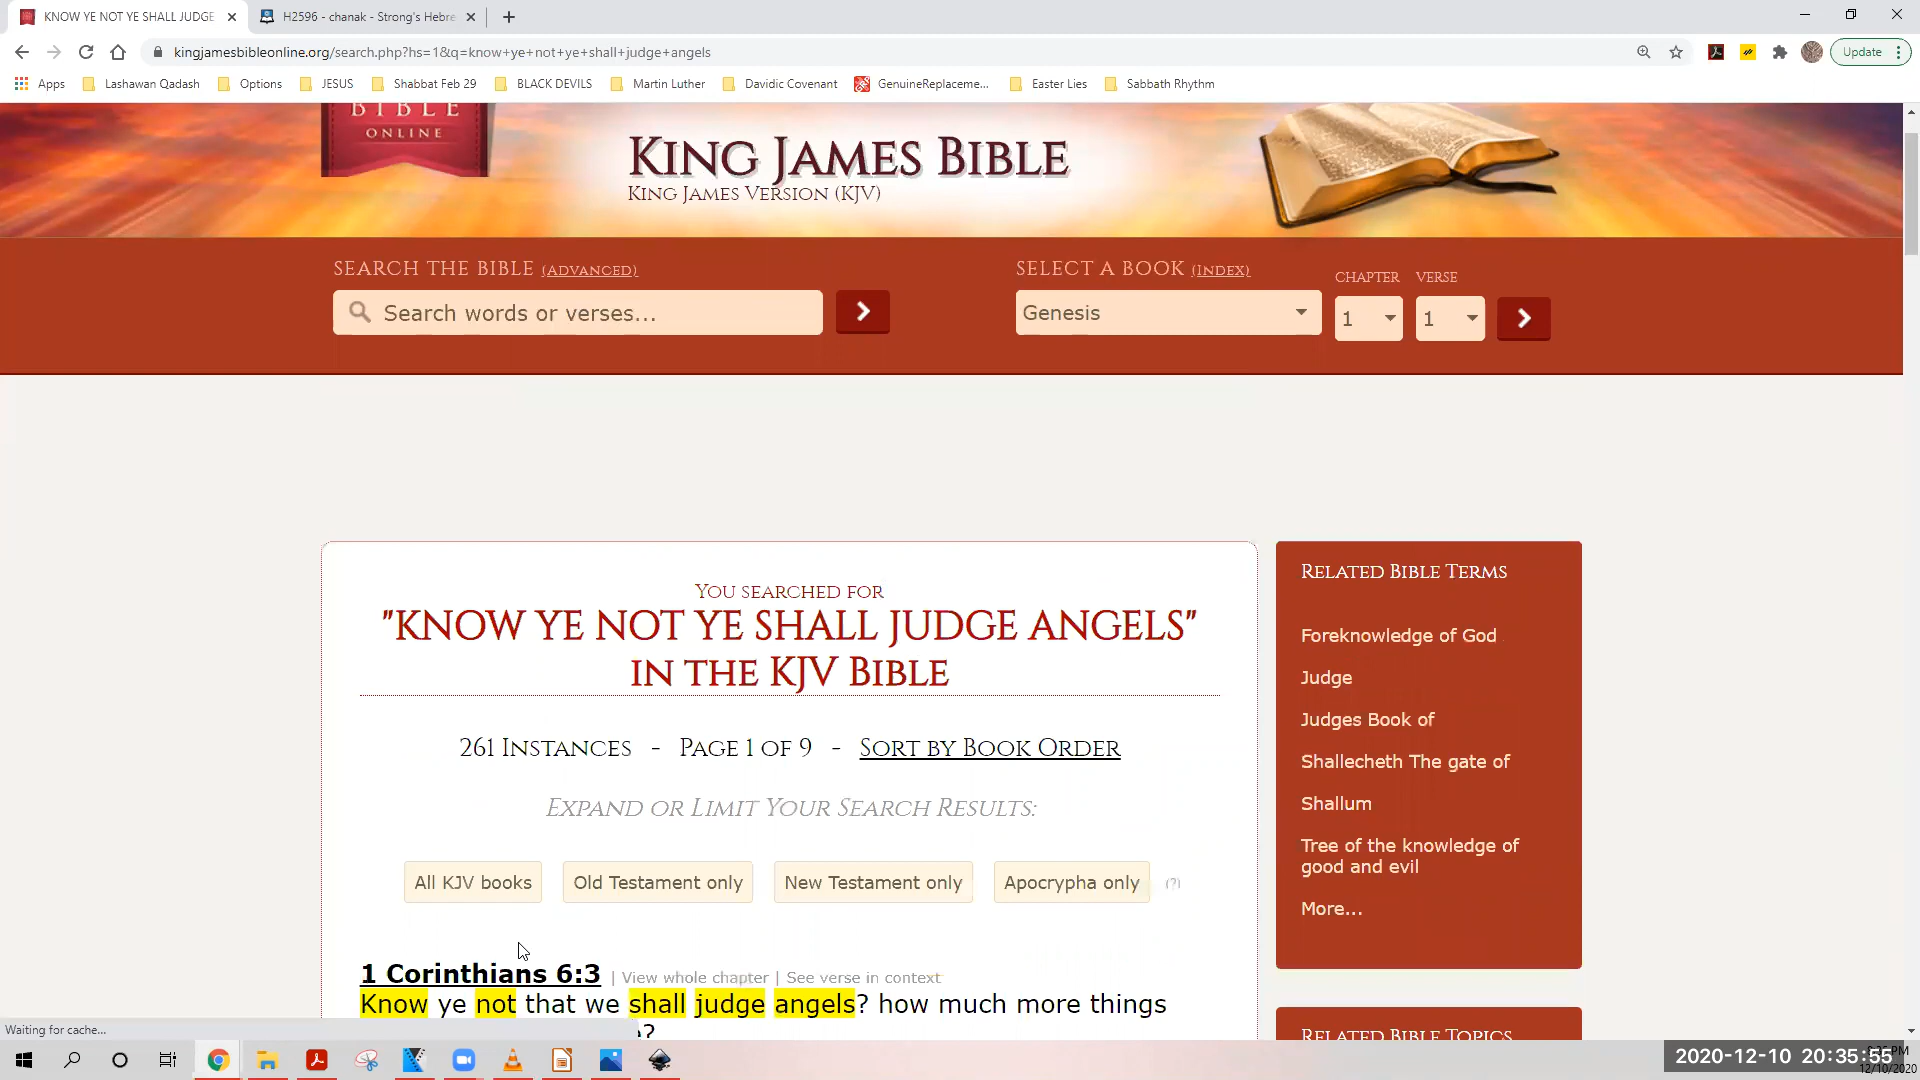 KNOW YE NOT YE SHALL JUDGE
H2596 - chanak - Strong's Hebre
kingjamesbibleonline.org/search.php?hs=1&q=know+ye+not+ye+shall+judge+angels
Update
Apps
Lashawan Qadash
Options
JESUS
Shabbat Feb 29
BLACK DEVILS
Martin Luther
Davidic Covenant
GenuineReplaceme...
Easter Lies
Sabbath Rhythm
BIBLE
ONLINE
King James Bible
King James Version (KJV)
Search the Bible (Advanced)
Search words or verses...
Select a Book (Index)
Chapter
Verse
Genesis
1
1
You searched for
"KNOW YE NOT YE SHALL JUDGE ANGELS"
in the KJV Bible
261 Instances - Page 1 of 9 - Sort by Book Order
Expand or Limit Your Search Results:
All KJV books
Old Testament only
New Testament only
Apocrypha only
(?)
1 Corinthians 6:3 | View whole chapter | See verse in context
Know ye not that we shall judge angels? how much more things
Related Bible Terms
Foreknowledge of God
Judge
Judges Book of
Shallecheth The gate of
Shallum
Tree of the knowledge of
good and evil
More...
Related Bible Topics
Waiting for cache...
2020-12-10 20:35:55
12/10/2020